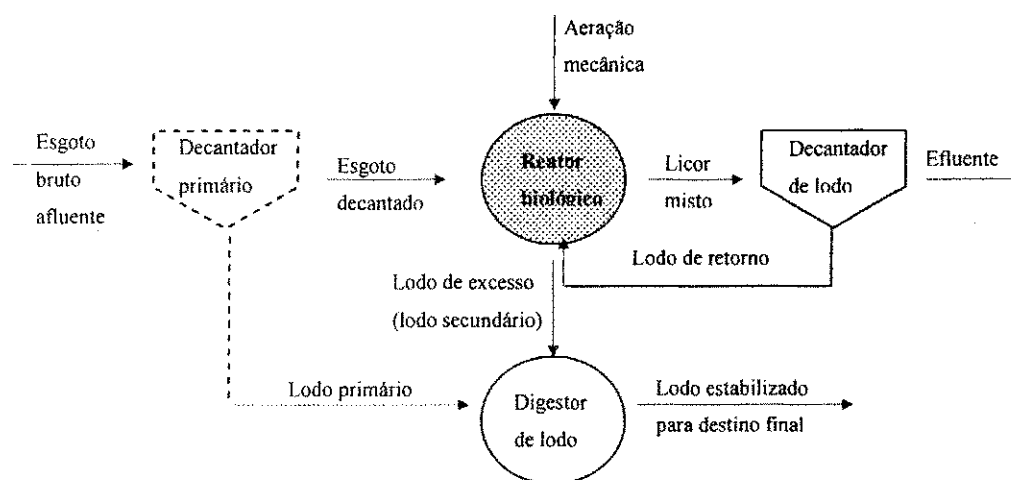 Aeração
mecânica
Esgoto
bruto
afluente
Decantador
primário
Esgoto
decantado
Reator
biológico
Licor
misto
Decantador
de lodo
Efluente
Lodo de retorno
Lodo de excesso
(lodo secundário)
Lodo primário
Digestor
de lodo
Lodo estabilizado
para destino final